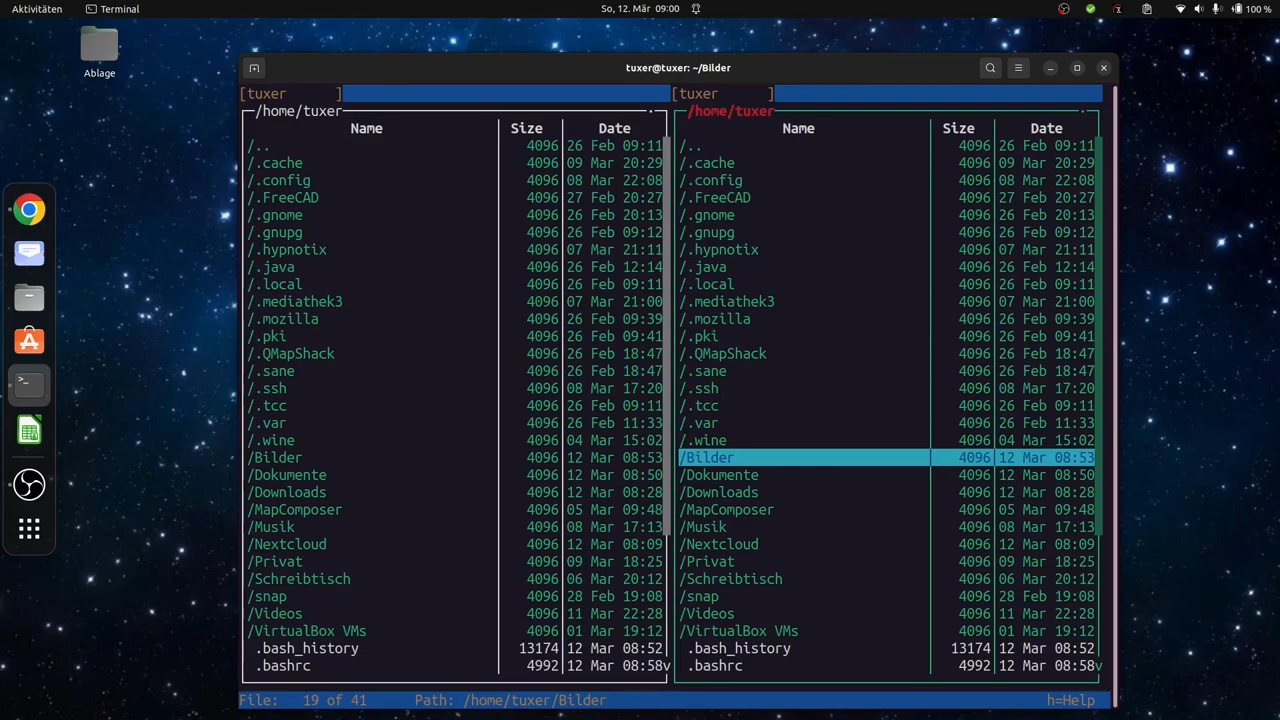 Aktivitäten Terminal So, 12. Mär 09:00 100 %
Ablage
tuxer@tuxer: ~/Bilder
[tuxer ] [tuxer ]
/home/tuxer /home/tuxer
Name Size Date Name Size Date
/.. 4096 26 Feb 09:11 /.. 4096 26 Feb 09:11
/.cache 4096 09 Mar 20:29 /.cache 4096 09 Mar 20:29
/.config 4096 08 Mar 22:08 /.config 4096 08 Mar 22:08
/.FreeCAD 4096 27 Feb 20:27 /.FreeCAD 4096 27 Feb 20:27
/.gnome 4096 26 Feb 20:13 /.gnome 4096 26 Feb 20:13
/.gnupg 4096 26 Feb 09:12 /.gnupg 4096 26 Feb 09:12
/.hypnotix 4096 07 Mar 21:11 /.hypnotix 4096 07 Mar 21:11
/.java 4096 26 Feb 12:14 /.java 4096 26 Feb 12:14
/.local 4096 26 Feb 09:11 /.local 4096 26 Feb 09:11
/.mediathek3 4096 07 Mar 21:00 /.mediathek3 4096 07 Mar 21:00
/.mozilla 4096 26 Feb 09:39 /.mozilla 4096 26 Feb 09:39
/.pki 4096 26 Feb 09:41 /.pki 4096 26 Feb 09:41
/.QMapShack 4096 26 Feb 18:47 /.QMapShack 4096 26 Feb 18:47
/.sane 4096 26 Feb 18:47 /.sane 4096 26 Feb 18:47
/.ssh 4096 08 Mar 17:20 /.ssh 4096 08 Mar 17:20
/.tcc 4096 26 Feb 09:11 /.tcc 4096 26 Feb 09:11
/.var 4096 26 Feb 11:33 /.var 4096 26 Feb 11:33
/.wine 4096 04 Mar 15:02 /.wine 4096 04 Mar 15:02
/Bilder 4096 12 Mar 08:53 /Bilder 4096 12 Mar 08:53
/Dokumente 4096 12 Mar 08:50 /Dokumente 4096 12 Mar 08:50
/Downloads 4096 12 Mar 08:28 /Downloads 4096 12 Mar 08:28
/MapComposer 4096 05 Mar 09:48 /MapComposer 4096 05 Mar 09:48
/Musik 4096 08 Mar 17:13 /Musik 4096 08 Mar 17:13
/Nextcloud 4096 12 Mar 08:09 /Nextcloud 4096 12 Mar 08:09
/Privat 4096 09 Mar 18:25 /Privat 4096 09 Mar 18:25
/Schreibtisch 4096 06 Mar 20:12 /Schreibtisch 4096 06 Mar 20:12
/snap 4096 28 Feb 19:08 /snap 4096 28 Feb 19:08
/Videos 4096 11 Mar 22:28 /Videos 4096 11 Mar 22:28
/VirtualBox VMs 4096 01 Mar 19:12 /VirtualBox VMs 4096 01 Mar 19:12
.bash_history 13174 12 Mar 08:52 .bash_history 13174 12 Mar 08:52
.bashrc 4992 12 Mar 08:58v .bashrc 4992 12 Mar 08:58v
File: 19 of 41 Path: /home/tuxer/Bilder h=Help